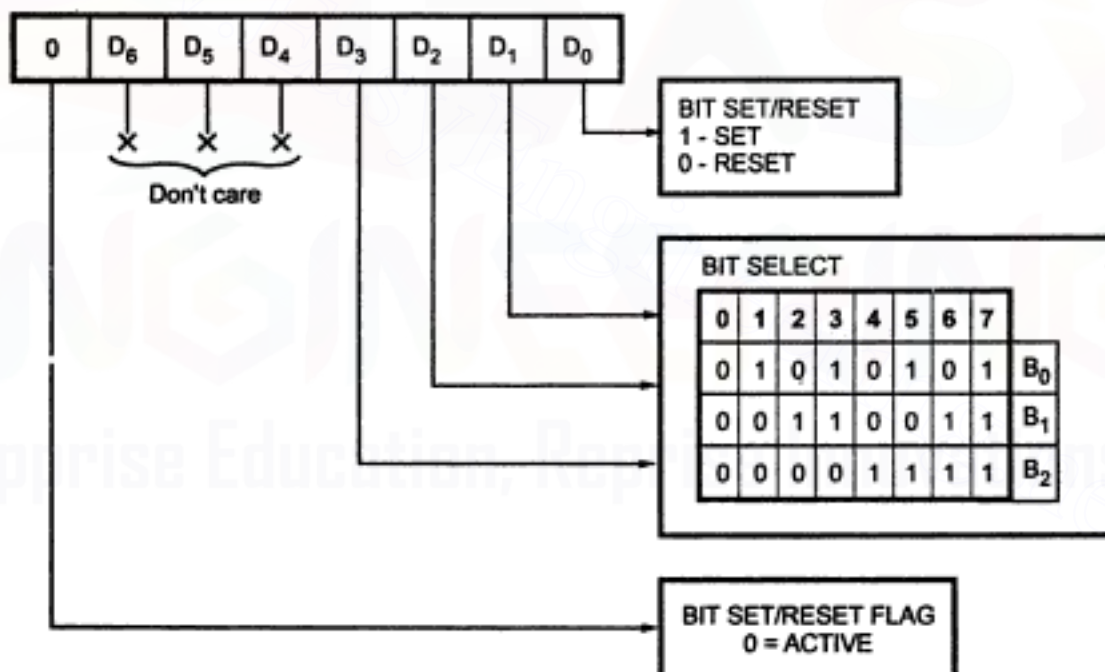 0 D₆ D₅ D₄ D₃ D₂ D₁ D₀
× × ×
Don't care
BIT SET/RESET
1 - SET
0 - RESET
BIT SELECT
0 1 2 3 4 5 6 7
0 1 0 1 0 1 0 1 B₀
0 0 1 1 0 0 1 1 B₁
0 0 0 0 1 1 1 1 B₂
BIT SET/RESET FLAG
0 = ACTIVE
Education,